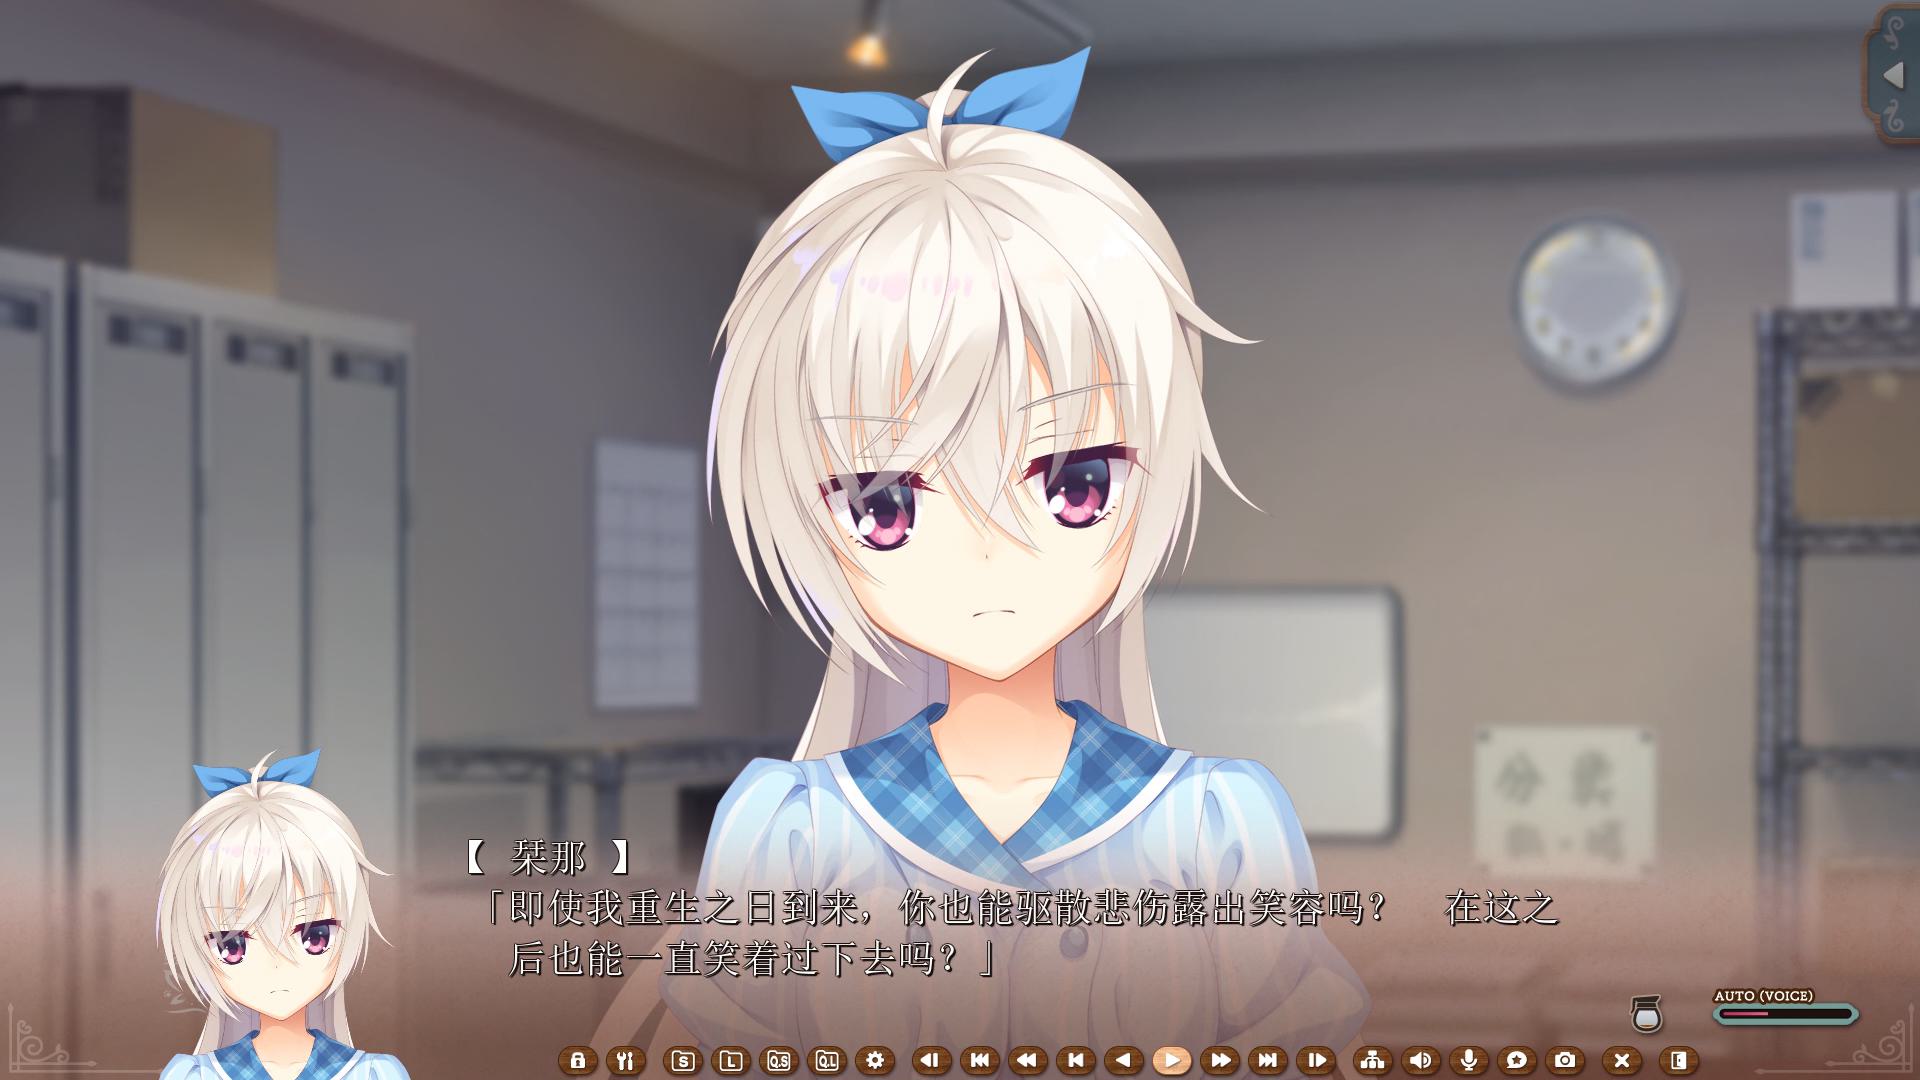 【 栞那 】
「即使我重生之日到来，你也能驱散悲伤露出笑容吗？　在这之
后也能一直笑着过下去吗？」
AUTO (VOICE)
S
L
Q.S
Q.L